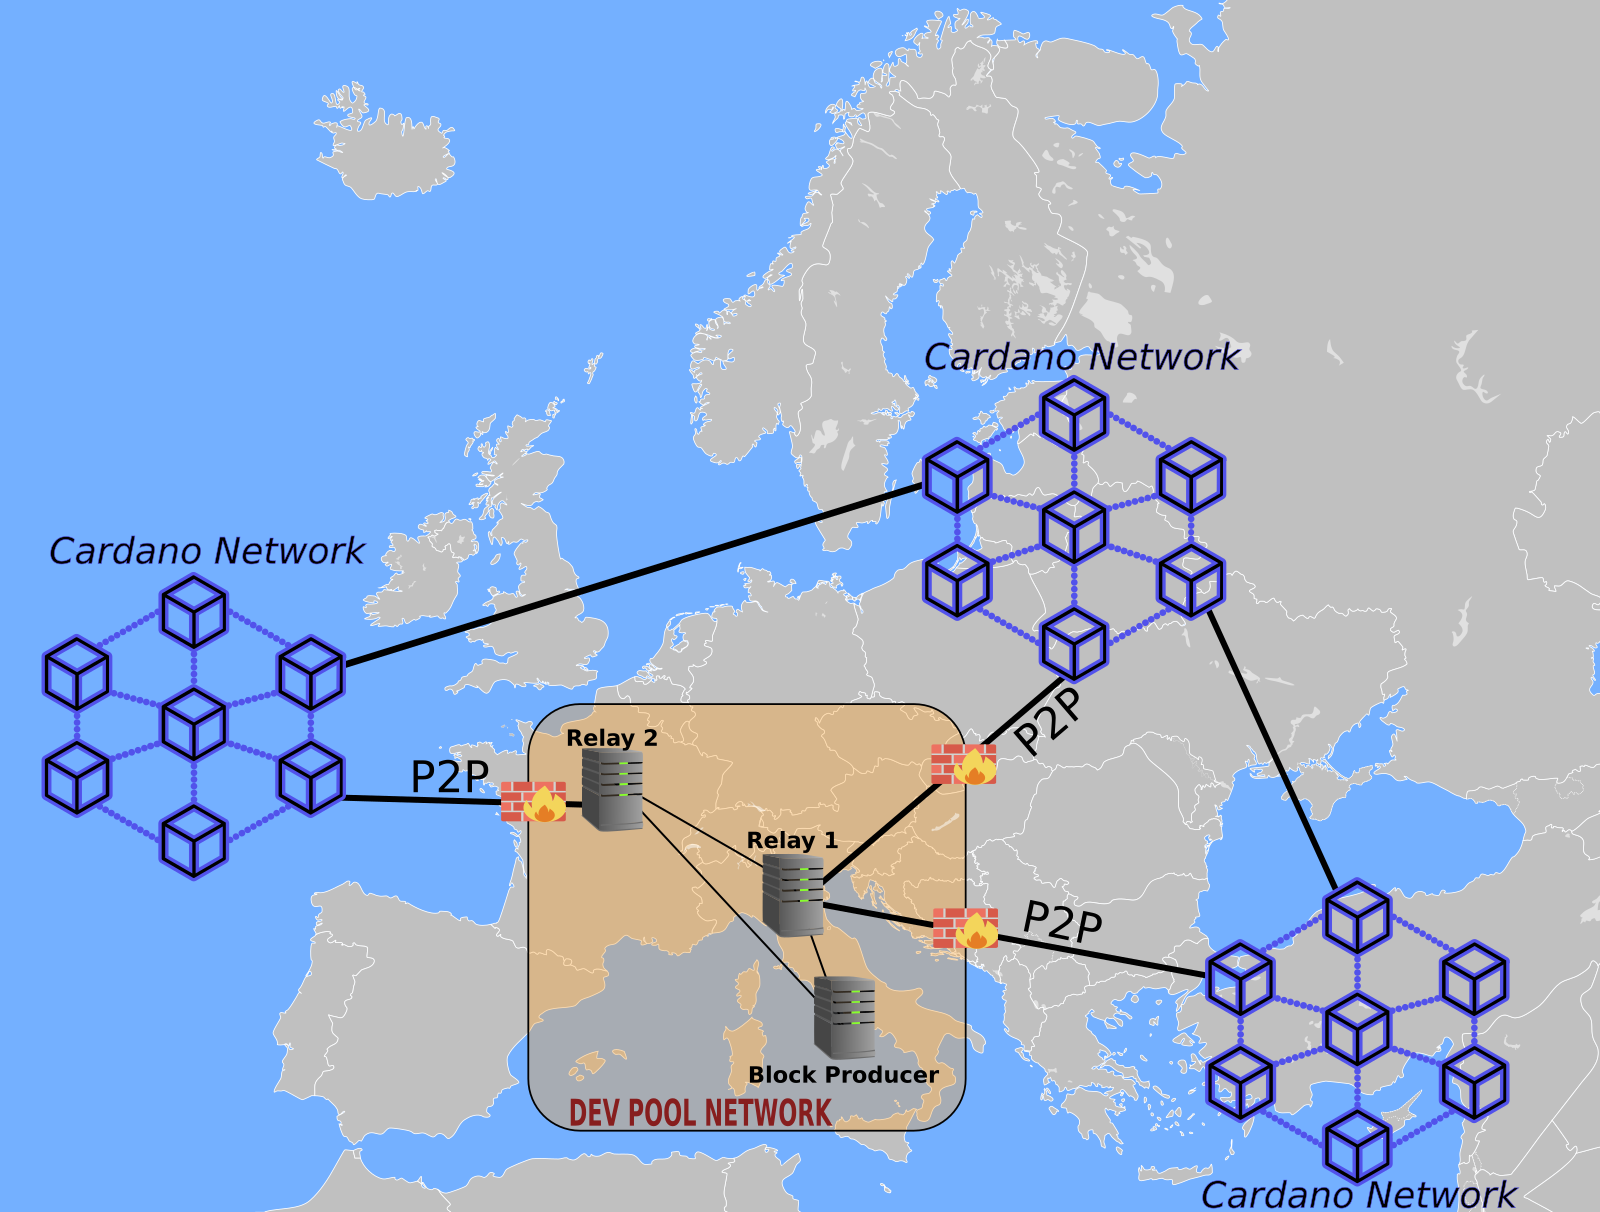 Cardano Network
Cardano Network
P2P
Relay 2
P2P
Relay 1
P2P
Block Producer
DEV POOL NETWORK
Cardano Network